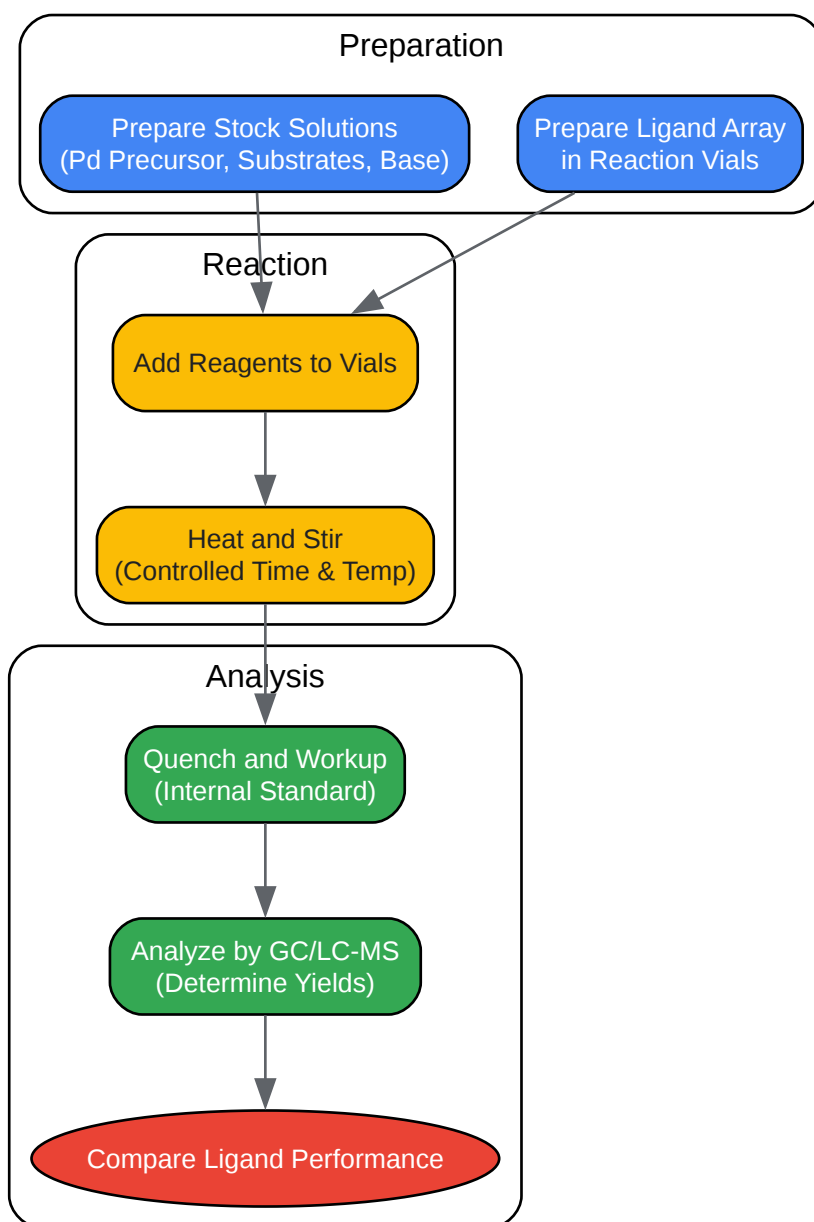 Preparation
Prepare Stock Solutions
(Pd Precursor, Substrates, Base)
Prepare Ligand Array
in Reaction Vials
Reaction
Add Reagents to Vials
Heat and Stir
(Controlled Time & Temp)
Analysis
Quench and Workup
(Internal Standard)
Analyze by GC/LC-MS
(Determine Yields)
Compare Ligand Performance